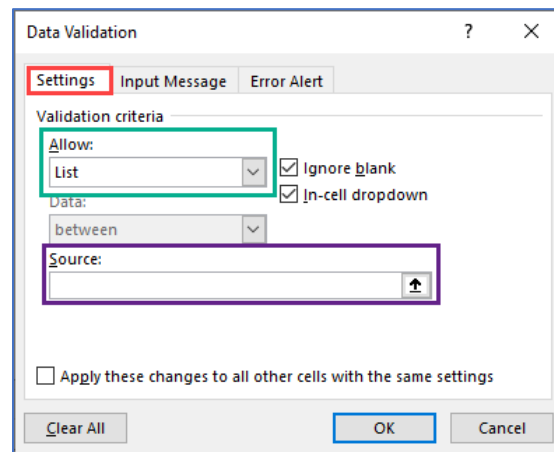 Data Validation ?
Settings Input Message Error Alert
Validation criteria
Allow:
List Ignore blank
In-cell dropdown
Data:
between
Source:
Apply these changes to all other cells with the same settings
Clear All OK Cancel